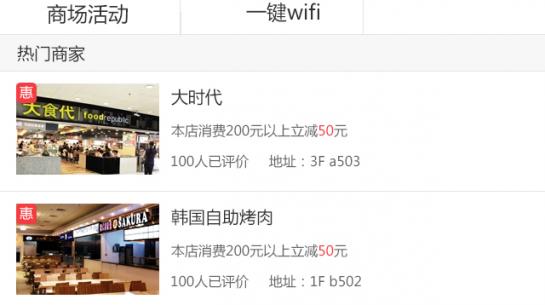 商场活动
一键wifi
热门商家
惠
大食代 foodrepublic
大时代
本店消费200元以上立减50元
100人已评价 地址：3F a503
惠
SAKURA
韩国自助烤肉
本店消费200元以上立减50元
100人已评价 地址：1F b502